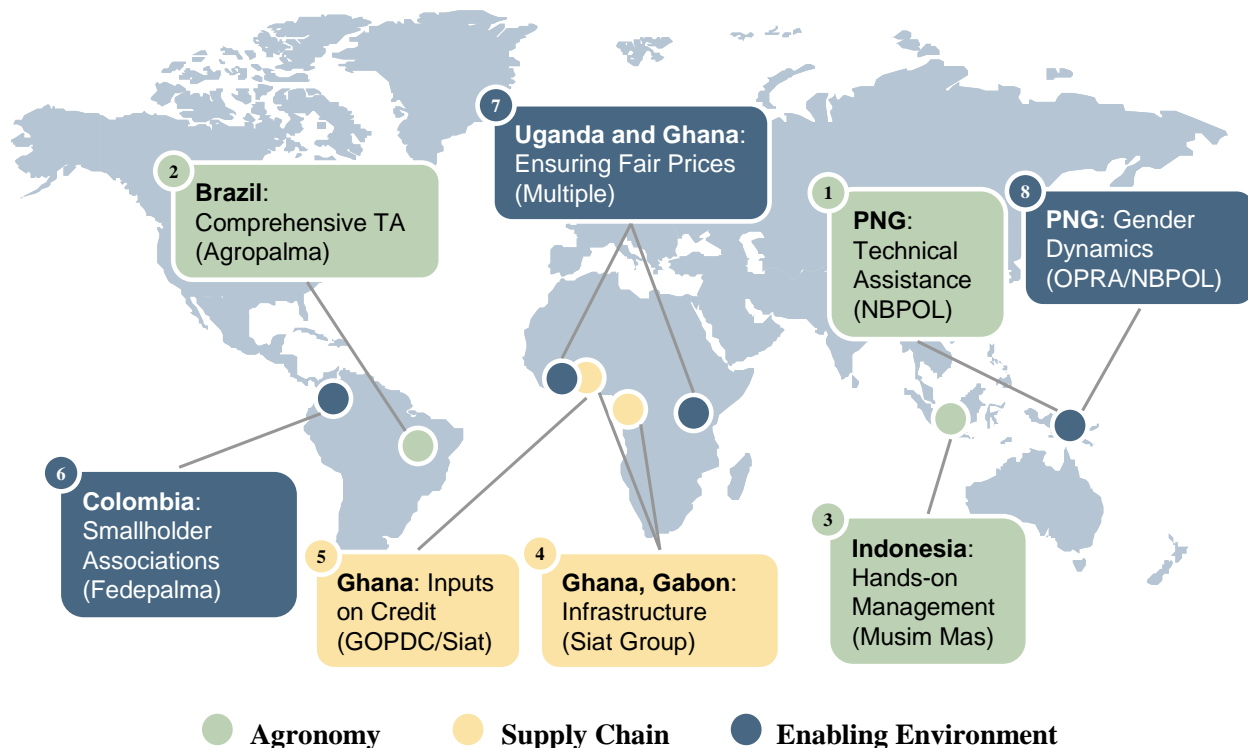 7
Uganda and Ghana:
Ensuring Fair Prices
(Multiple)
2
Brazil:
Comprehensive TA
(Agropalma)
1
PNG:
Technical
Assistance
(NBPOL)
8
PNG: Gender
Dynamics
(OPRA/NBPOL)
6
Colombia:
Smallholder
Associations
(Fedepalma)
5
Ghana: Inputs
on Credit
(GOPDC/Siat)
4
Ghana, Gabon:
Infrastructure
(Siat Group)
3
Indonesia:
Hands-on
Management
(Musim Mas)
Agronomy
Supply Chain
Enabling Environment